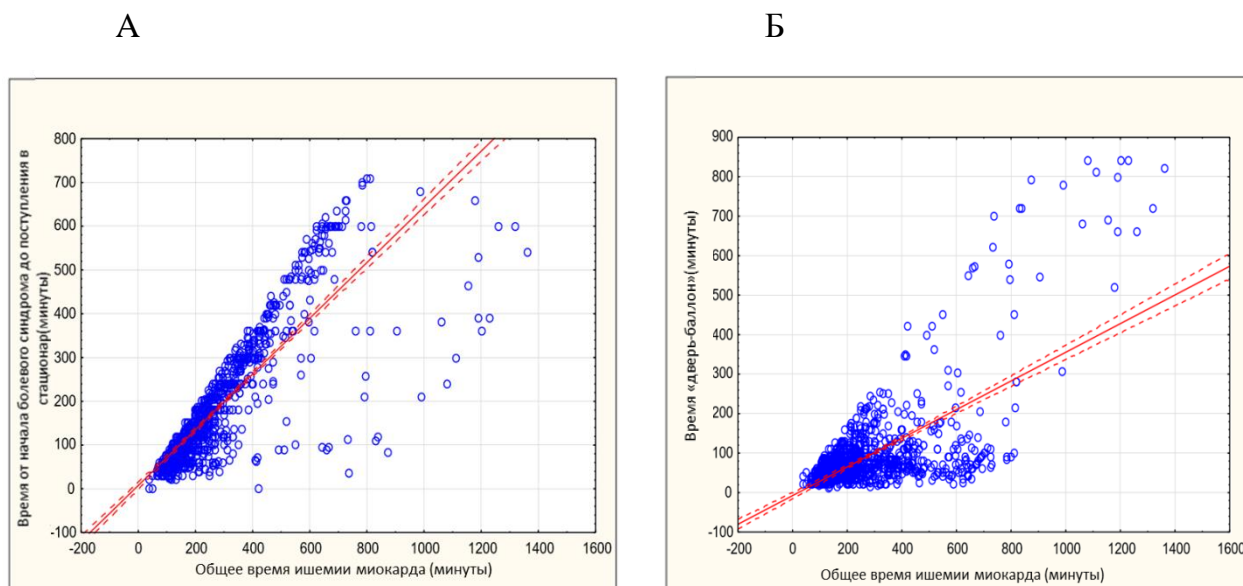 А
Б
Время от начала болевого синдрома до поступления в
стационар(минуты)
800
700
600
500
400
300
200
100
0
-100
-200 0 200 400 600 800 1000 1200 1400 1600
Общее время ишемии миокарда (минуты)
Время «дверь-баллон»(минуты)
900
800
700
600
500
400
300
200
100
0
-100
-200 0 200 400 600 800 1000 1200 1400 1600
Общее время ишемии миокарда (минуты)